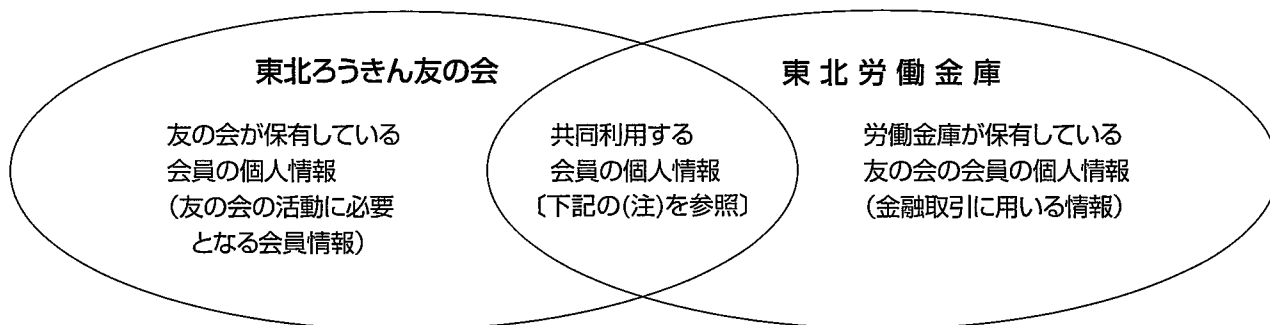 東北ろうきん友の会
友の会が保有している
会員の個人情報
（友の会の活動に必要
となる会員情報）
共同利用する
会員の個人情報
〔下記の(注)を参照〕
東北労働金庫
労働金庫が保有している
友の会の会員の個人情報
（金融取引に用いる情報）